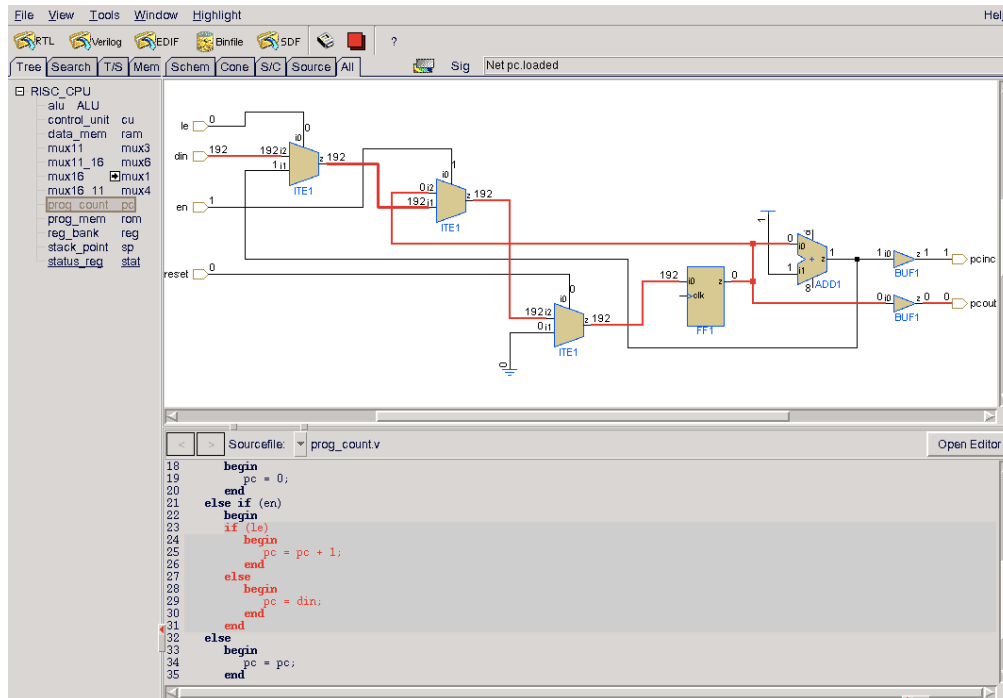 File View Tools Window Highlight Hel
RTL Verilog EDIF Binfile SDF ?
Tree Search T/S Mem Schem Cone S/C Source All Sig Net pc.loaded
RISC_CPU
alu ALU
control_unit cu
data_mem ram
mux11 mux3
mux11_16 mux6
mux16 mux1
mux16_11 mux4
prog_count pc
prog_mem rom
reg_bank reg
stack_point sp
status_reg stat
le 0
0
i0
din 192 192 i2 z 192
1 i1
ITE1
1
i0
0 i2 z 192
192 i1
ITE1
en 1
reset 0
0
i0
192 i2 z 192
0 i1
ITE1
0
192 i0 z 0
clk
FF1
1
8
0 i0
+ z 1
1 i1
8 ADD1
1 i0 z 1 1 pcinc
BUF1
0 i0 z 0 0 pcout
BUF1
< > Sourcefile: prog_count.v Open Editor
18 begin
19 pc = 0;
20 end
21 else if (en)
22 begin
23 if (le)
24 begin
25 pc = pc + 1;
26 end
27 else
28 begin
29 pc = din;
30 end
31 end
32 else
33 begin
34 pc = pc;
35 end